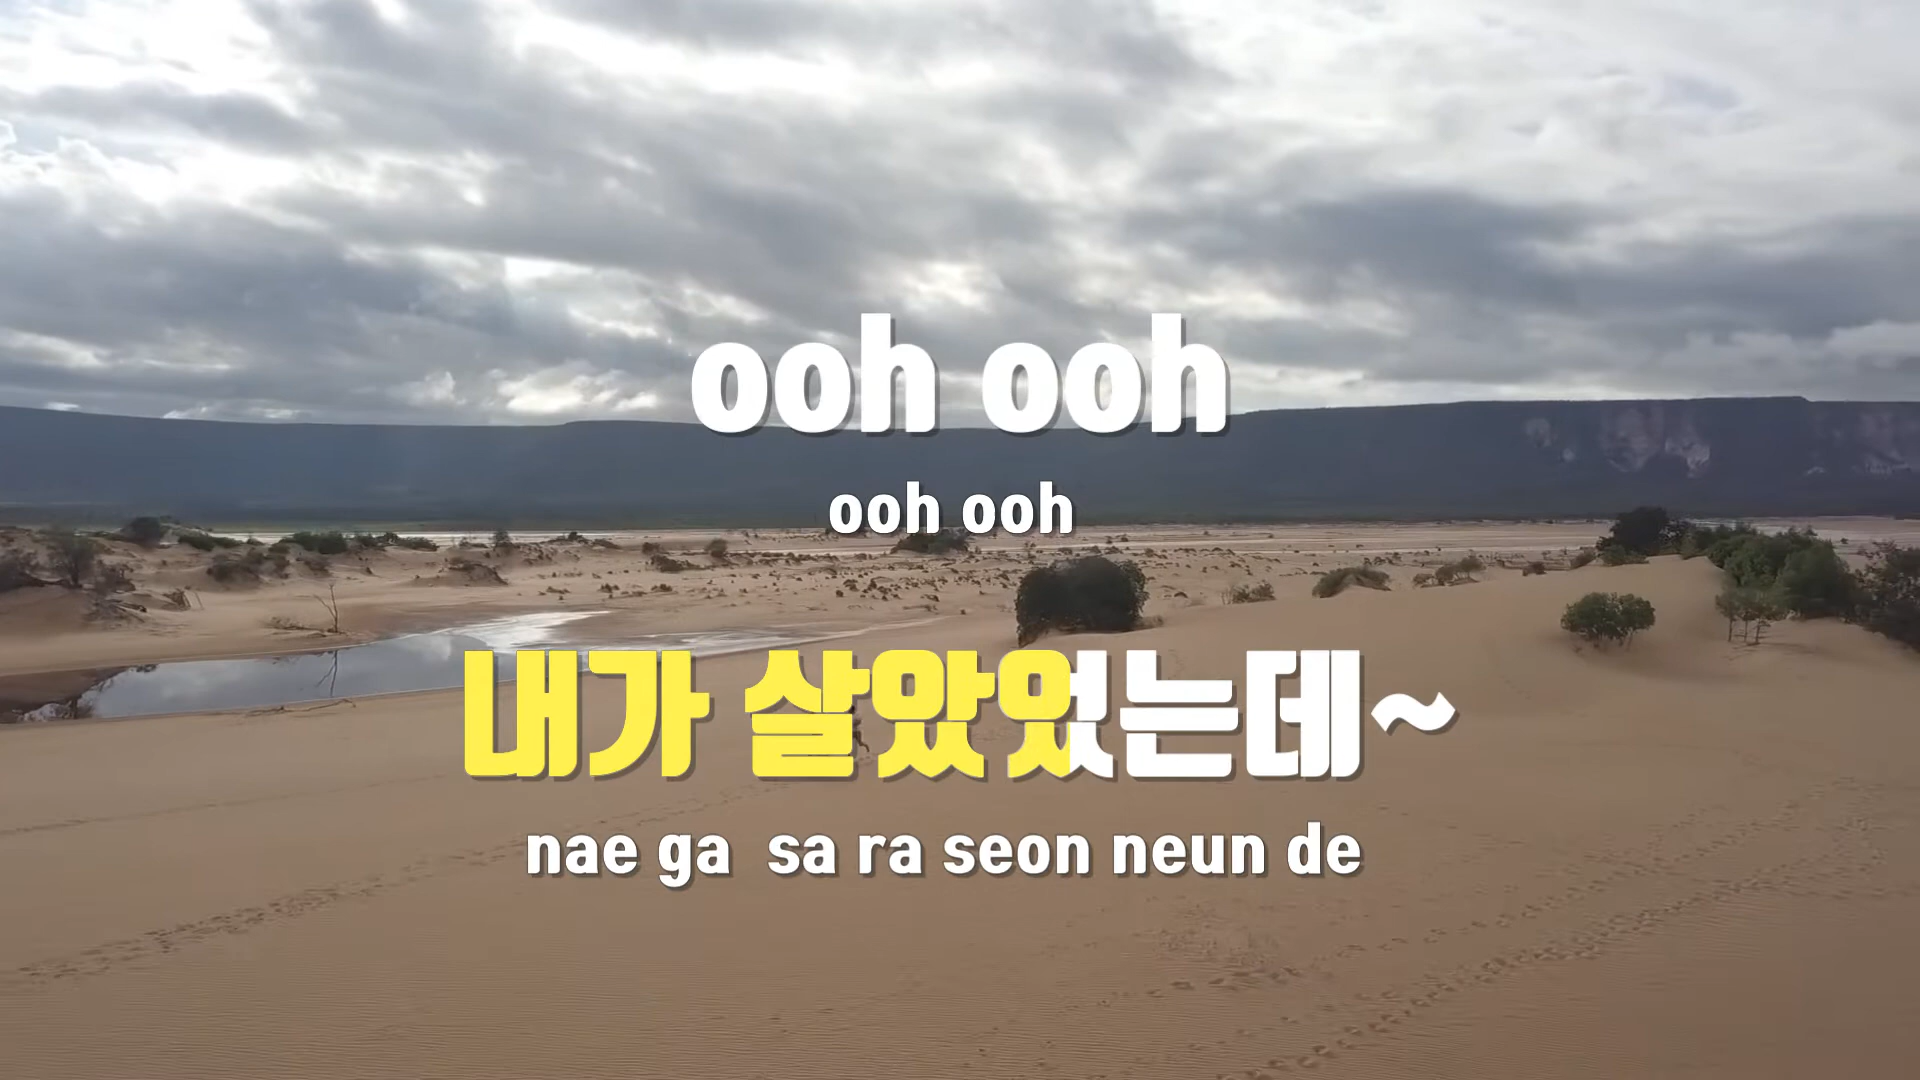 ooh ooh
ooh ooh
내가 살았었는데~
nae ga sa ra seon neun de